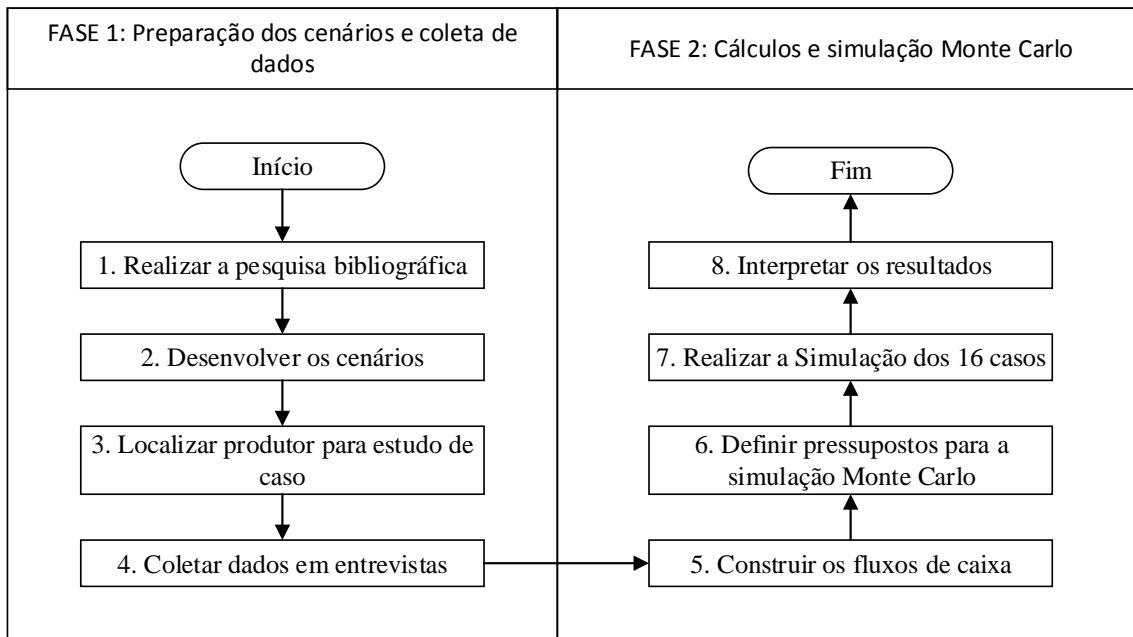 FASE 1: Preparação dos cenários e coleta de
dados
Início
1. Realizar a pesquisa bibliográfica
2. Desenvolver os cenários
3. Localizar produtor para estudo de
caso
4. Coletar dados em entrevistas
FASE 2: Cálculos e simulação Monte Carlo
Fim
8. Interpretar os resultados
7. Realizar a Simulação dos 16 casos
6. Definir pressupostos para a
simulação Monte Carlo
5. Construir os fluxos de caixa